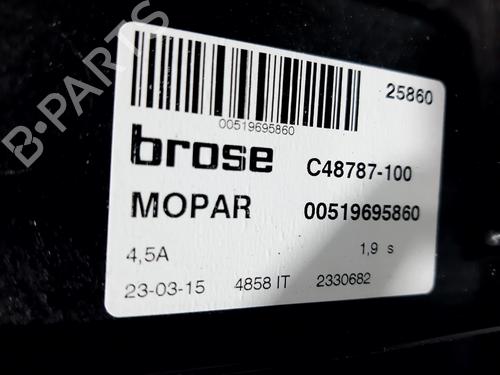 B-PARTS
25860
00519695860
brose C48787-100
MOPAR 00519695860
4,5A 1,9 s
23-03-15 4858 IT 2330682